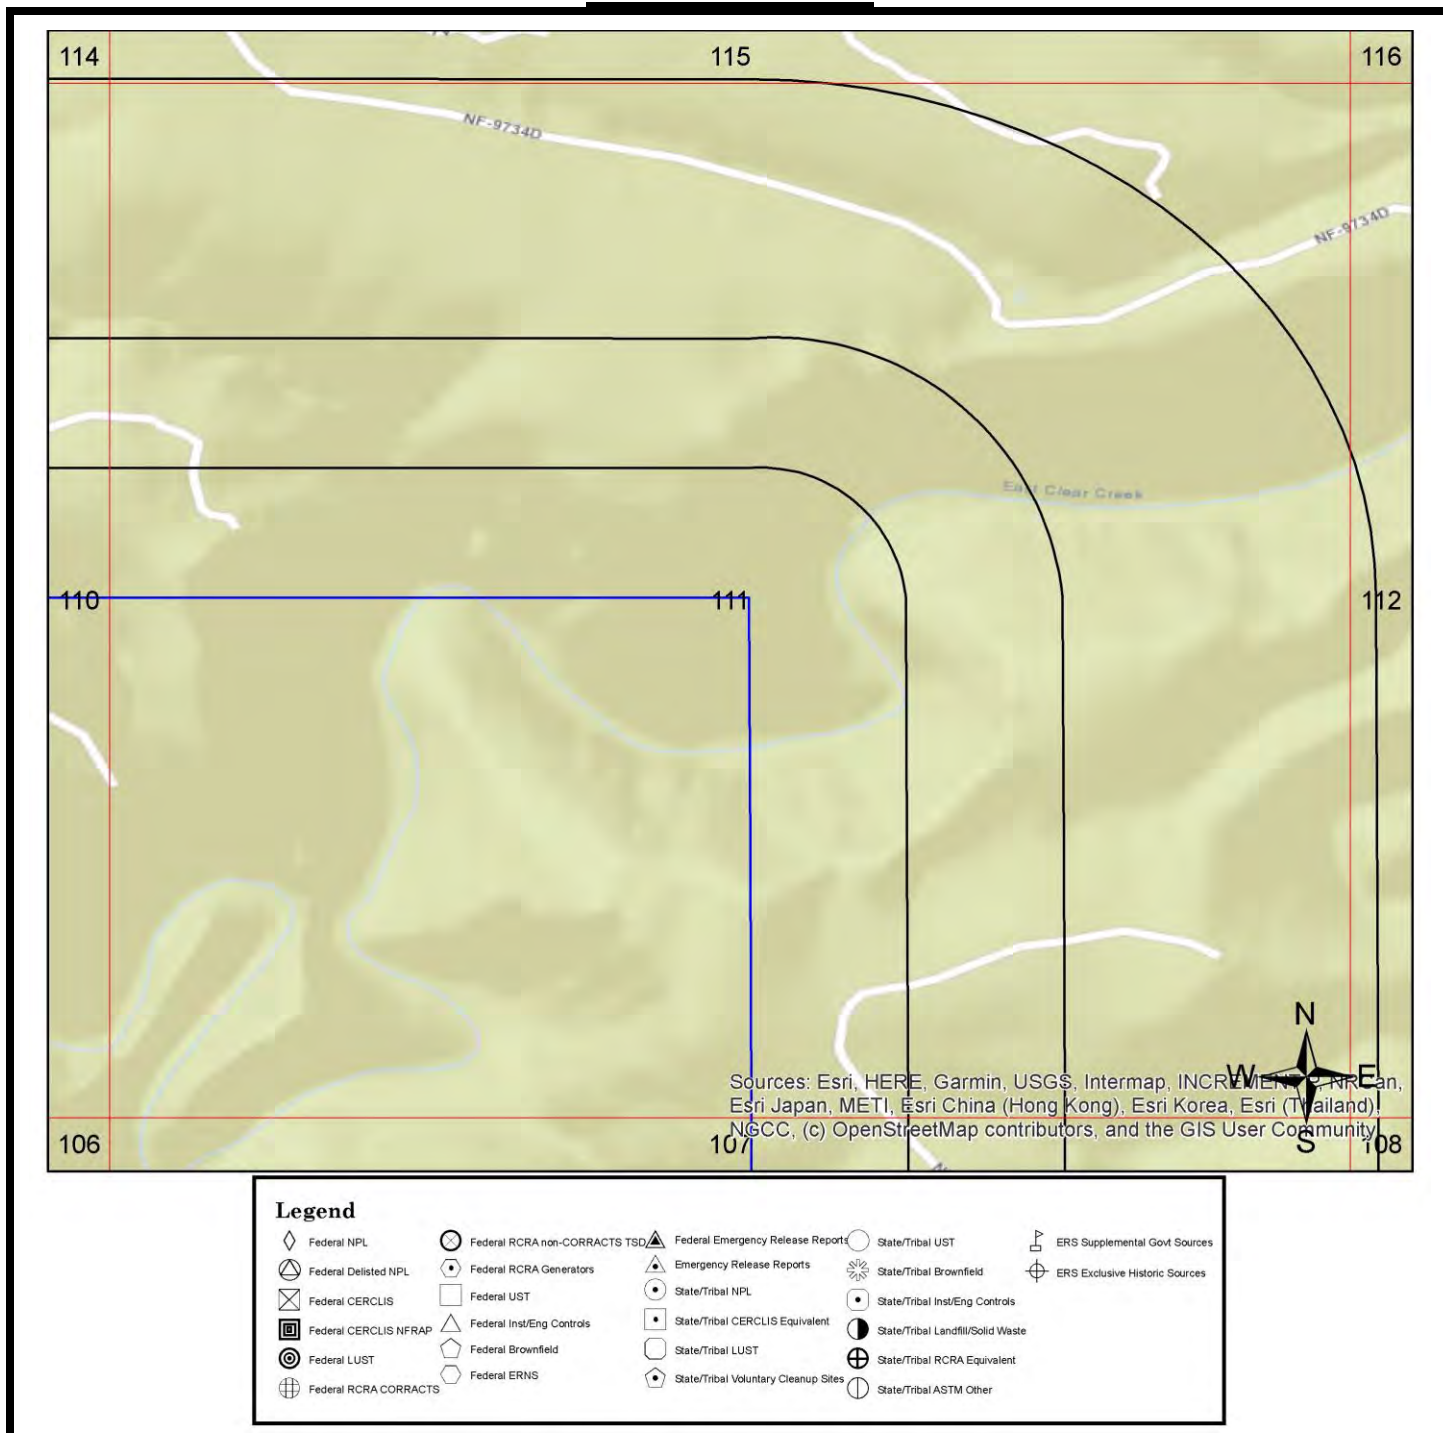 114 115 116
NF-9734D
NF-9734D
East Clear Creek
110 111 112
N
W E
S
Sources: Esri, HERE, Garmin, USGS, Intermap,
Esri Japan, METI, Esri China (Hong Kong), Esri Korea, Esri (Thailand),
NGCC, (c) OpenStreetMap contributors, and the GIS User Community
106 107 108
Legend
Federal NPL
Federal Delisted NPL
Federal CERCLIS
Federal CERCLIS NFRAP
Federal LUST
Federal RCRA CORRACTS
Federal RCRA non-CORRACTS TSD
Federal RCRA Generators
Federal UST
Federal Inst/Eng Controls
Federal Brownfield
Federal ERNS
Federal Emergency Release Reports
Emergency Release Reports
State/Tribal NPL
State/Tribal CERCLIS Equivalent
State/Tribal LUST
State/Tribal Voluntary Cleanup Sites
State/Tribal UST
State/Tribal Brownfield
State/Tribal Inst/Eng Controls
State/Tribal Landfill/Solid Waste
State/Tribal RCRA Equivalent
State/Tribal ASTM Other
ERS Supplemental Govt Sources
ERS Exclusive Historic Sources